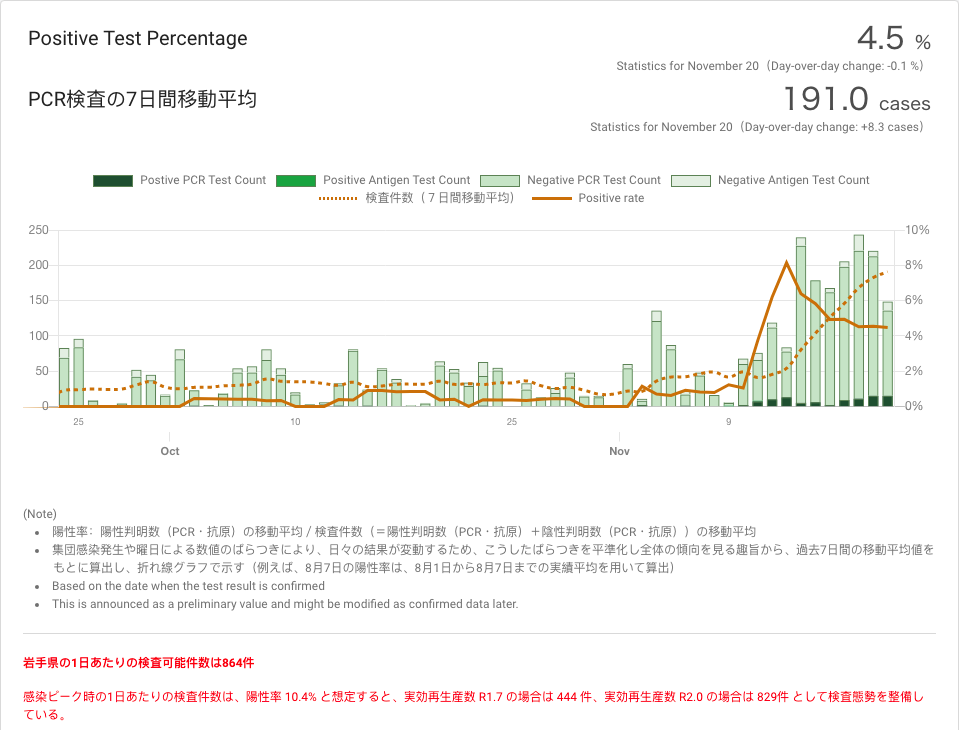 Positive Test Percentage
4.5 %
Statistics for November 20（Day-over-day change: -0.1 %）
PCR検査の7日間移動平均
191.0 cases
Statistics for November 20（Day-over-day change: +8.3 cases）
Postive PCR Test Count Positive Antigen Test Count Negative PCR Test Count Negative Antigen Test Count
検査件数（７日間移動平均） Positive rate
250 10%
200 8%
150 6%
100 4%
50 2%
0 0%
25 10 25 9
Oct Nov
(Note)
• 陽性率：陽性判明数（PCR・抗原）の移動平均 / 検査件数（＝陽性判明数（PCR・抗原）＋陰性判明数（PCR・抗原））の移動平均
• 集団感染発生や曜日による数値のばらつきにより、日々の結果が変動するため、こうしたばらつきを平準化し全体の傾向を見る趣旨から、過去7日間の移動平均値を
もとに算出し、折れ線グラフで示す（例えば、8月7日の陽性率は、8月1日から8月7日までの実績平均を用いて算出）
• Based on the date when the test result is confirmed
• This is announced as a preliminary value and might be modified as confirmed data later.
岩手県の1日あたりの検査可能件数は864件
感染ピーク時の1日あたりの検査件数は、陽性率 10.4% と想定すると、実効再生産数 R1.7 の場合は 444 件、実効再生産数 R2.0 の場合は 829件 として検査態勢を整備し
ている。